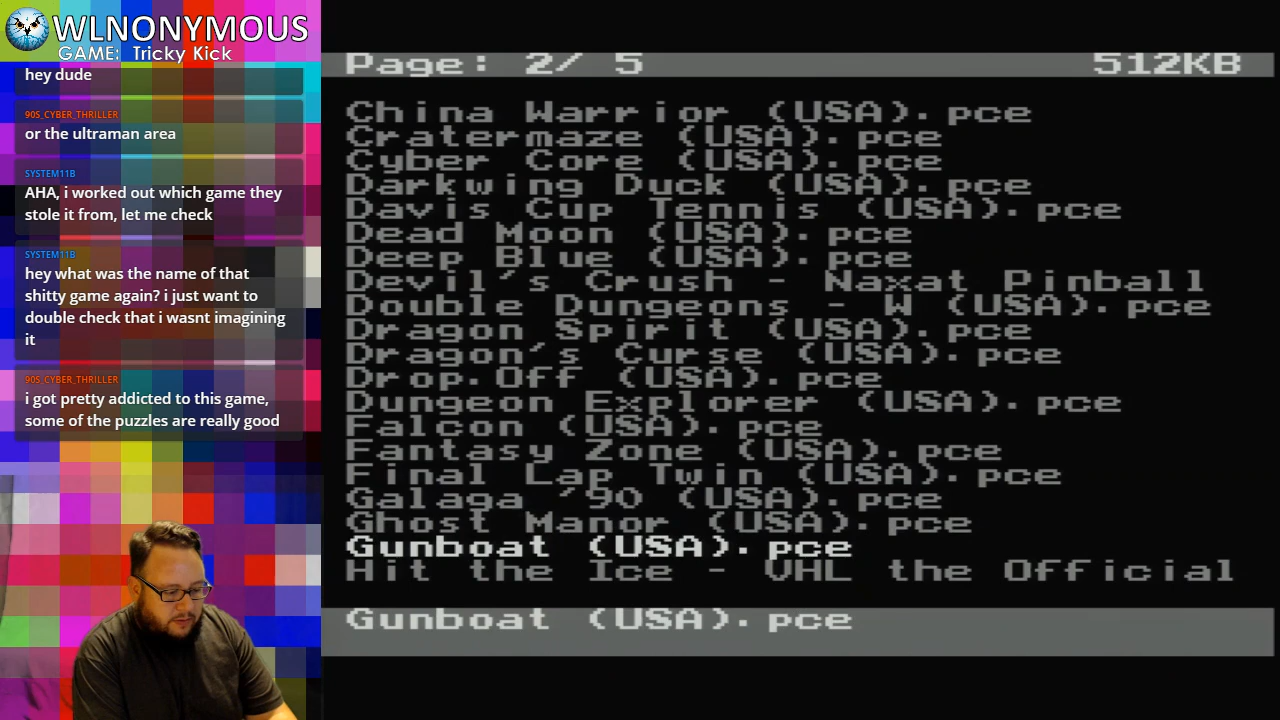 WLNONYMOUS
GAME: Tricky Kick
hey dude
90S_CYBER_THRILLER
or the ultraman area
SYSTEM11B
AHA, i worked out which game they
stole it from, let me check
SYSTEM11B
hey what was the name of that
shitty game again? i just want to
double check that i wasnt imagining
it
90S_CYBER_THRILLER
i got pretty addicted to this game,
some of the puzzles are really good
Page: 2/ 5 512KB
China Warrior (USA).pce
Cratermaze (USA).pce
Cyber Core (USA).pce
Darkwing Duck (USA).pce
Davis Cup Tennis (USA).pce
Dead Moon (USA).pce
Deep Blue (USA).pce
Devil's Crush - Naxat Pinball
Double Dungeons - W (USA).pce
Dragon Spirit (USA).pce
Dragon's Curse (USA).pce
Drop.Off (USA).pce
Dungeon Explorer (USA).pce
Falcon (USA).pce
Fantasy Zone (USA).pce
Final Lap Twin (USA).pce
Galaga '90 (USA).pce
Ghost Manor (USA).pce
Gunboat (USA).pce
Hit the Ice - VHL the Official
Gunboat (USA).pce